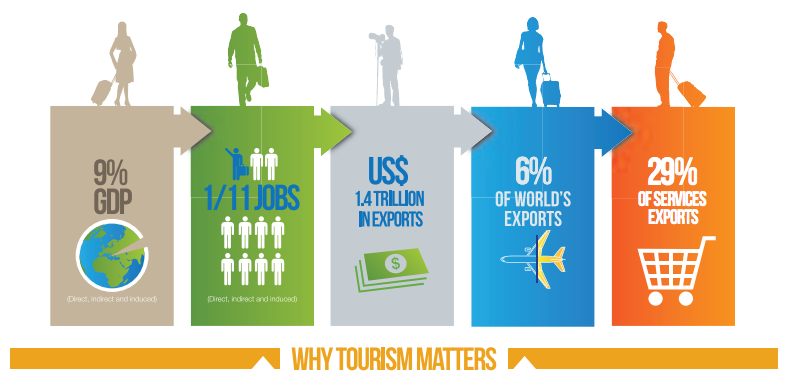 9%
GDP
(Direct, indirect and induced)
1/11 JOBS
(Direct, indirect and induced)
US$
1.4 TRILLION
IN EXPORTS
$
6%
OF WORLD'S
EXPORTS
29%
OF SERVICES
EXPORTS
WHY TOURISM MATTERS